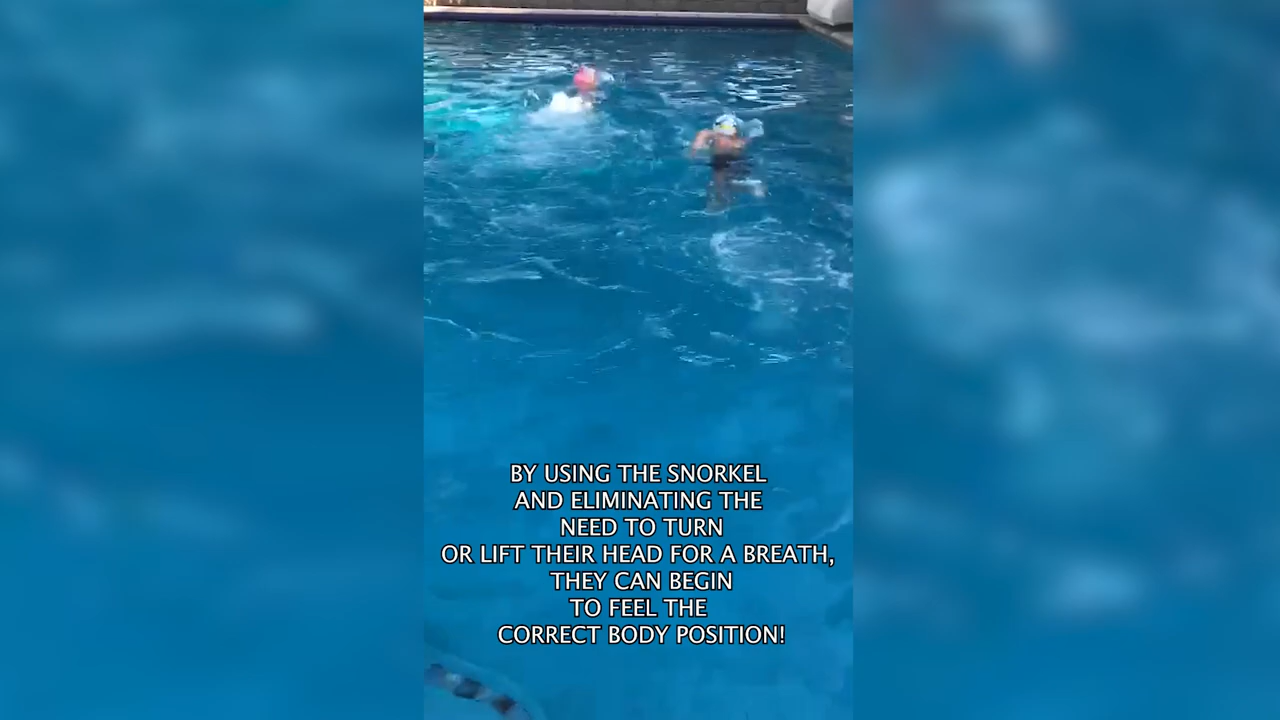 BY USING THE SNORKEL
AND ELIMINATING THE
NEED TO TURN
OR LIFT THEIR HEAD FOR A BREATH,
THEY CAN BEGIN
TO FEEL THE
CORRECT BODY POSITION!